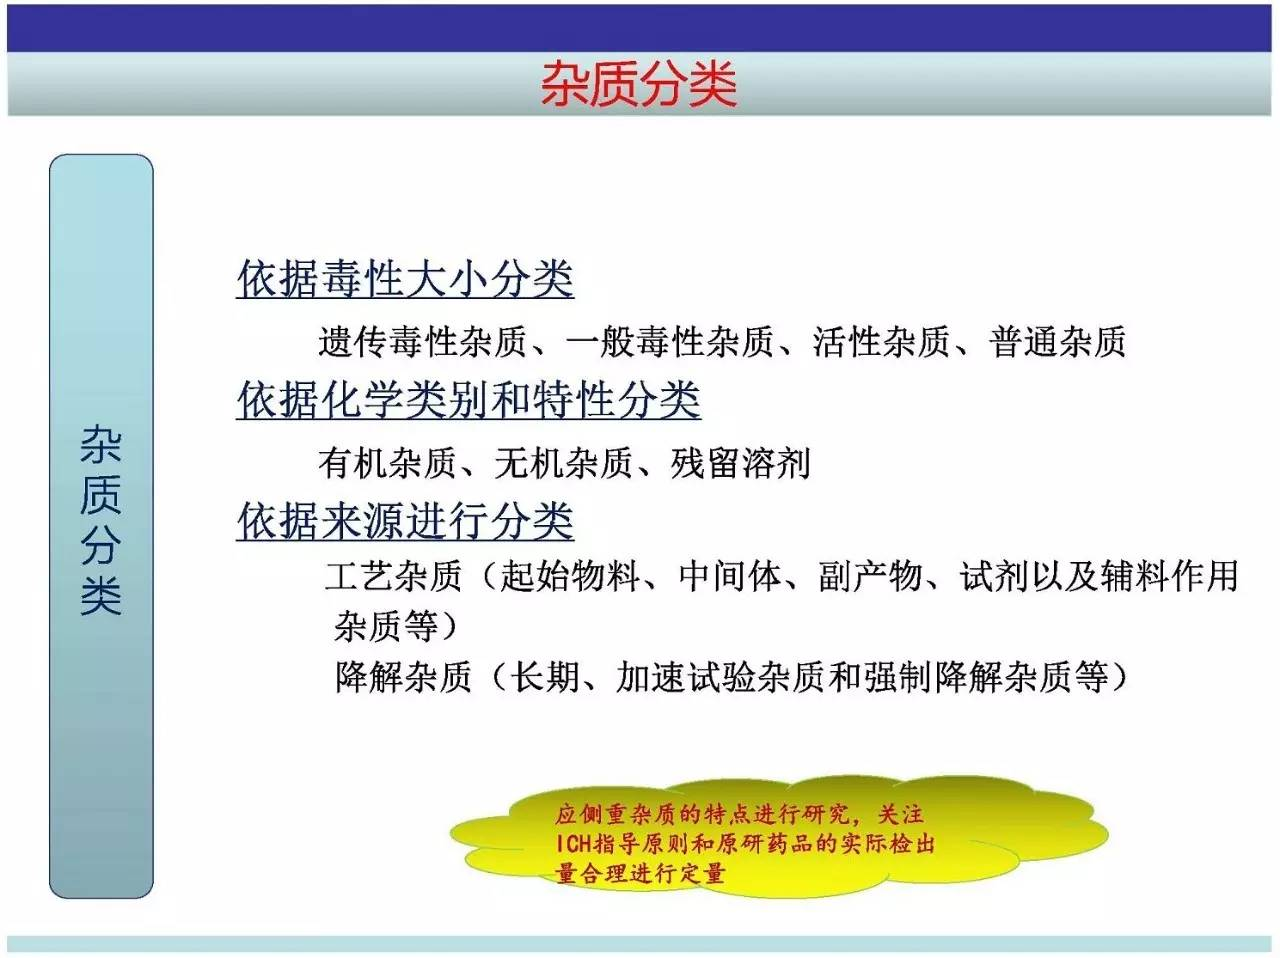 杂质分类
杂质分类
依据毒性大小分类
遗传毒性杂质、一般毒性杂质、活性杂质、普通杂质
依据化学类别和特性分类
有机杂质、无机杂质、残留溶剂
依据来源进行分类
工艺杂质（起始物料、中间体、副产物、试剂以及辅料作用
杂质等）
降解杂质（长期、加速试验杂质和强制降解杂质等）
应侧重杂质的特点进行研究，关注
ICH指导原则和原研药品的实际检出
量合理进行定量